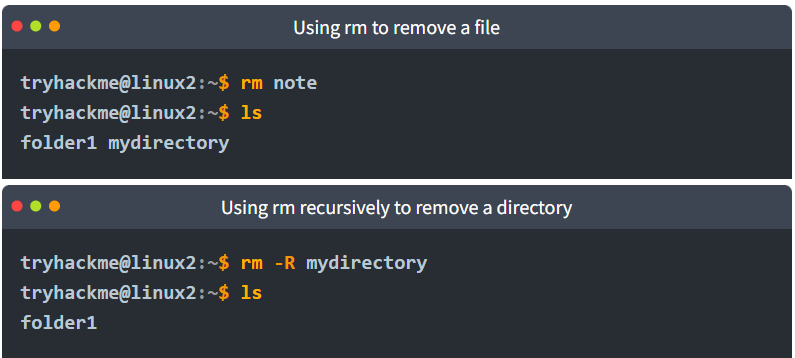 Using rm to remove a file
tryhackme@linux2:~$ rm note
tryhackme@linux2:~$ ls
folder1 mydirectory
Using rm recursively to remove a directory
tryhackme@linux2:~$ rm -R mydirectory
tryhackme@linux2:~$ ls
folder1